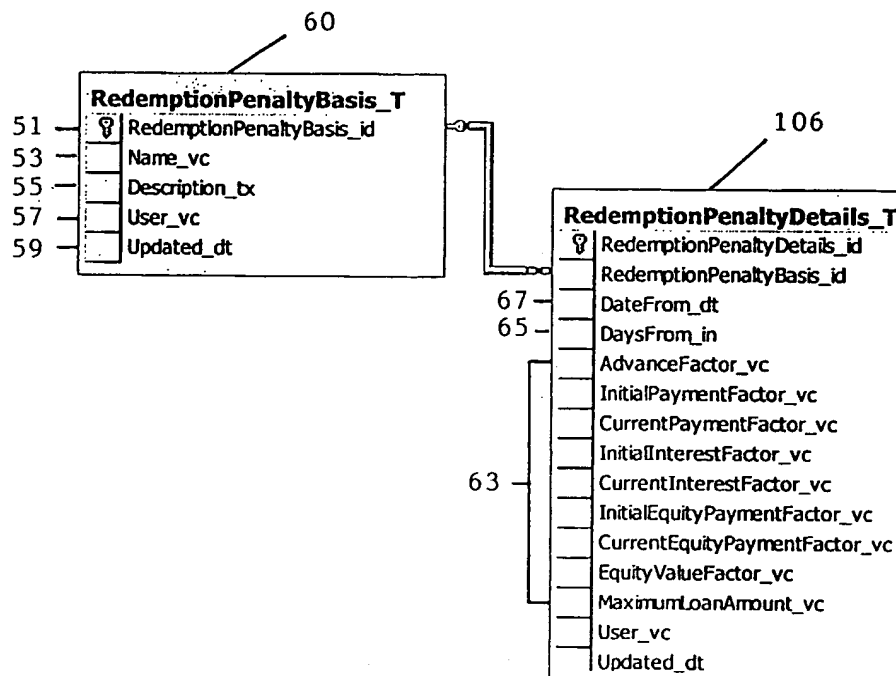 60
RedemptionPenaltyBasis_T
51 RedemptionPenaltyBasis_id
53 Name_vc
55 Description_tx
57 User_vc
59 Updated_dt
106
RedemptionPenaltyDetails_T
RedemptionPenaltyDetails_id
RedemptionPenaltyBasis_id
67 DateFrom_dt
65 DaysFrom_in
AdvanceFactor_vc
InitialPaymentFactor_vc
CurrentPaymentFactor_vc
InitialInterestFactor_vc
63 CurrentInterestFactor_vc
InitialEquityPaymentFactor_vc
CurrentEquityPaymentFactor_vc
EquityValueFactor_vc
MaximumLoanAmount_vc
User_vc
Updated_dt